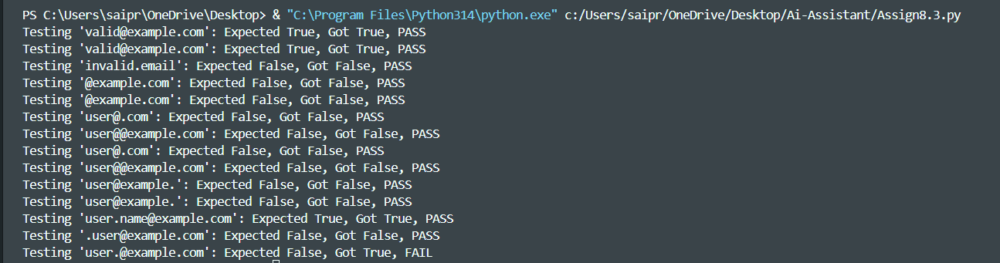 PS C:\Users\saipr\OneDrive\Desktop> & "C:\Program Files\Python314\python.exe" c:/Users/saipr/OneDrive/Desktop/Ai-Assistant/Assign8.3.py
Testing 'valid@example.com': Expected True, Got True, PASS
Testing 'valid@example.com': Expected True, Got True, PASS
Testing 'invalid.email': Expected False, Got False, PASS
Testing '@example.com': Expected False, Got False, PASS
Testing '@example.com': Expected False, Got False, PASS
Testing 'user@.com': Expected False, Got False, PASS
Testing 'user@@example.com': Expected False, Got False, PASS
Testing 'user@.com': Expected False, Got False, PASS
Testing 'user@@example.com': Expected False, Got False, PASS
Testing 'user@example.': Expected False, Got False, PASS
Testing 'user@example.': Expected False, Got False, PASS
Testing 'user.name@example.com': Expected True, Got True, PASS
Testing '.user@example.com': Expected False, Got False, PASS
Testing 'user.@example.com': Expected False, Got True, FAIL